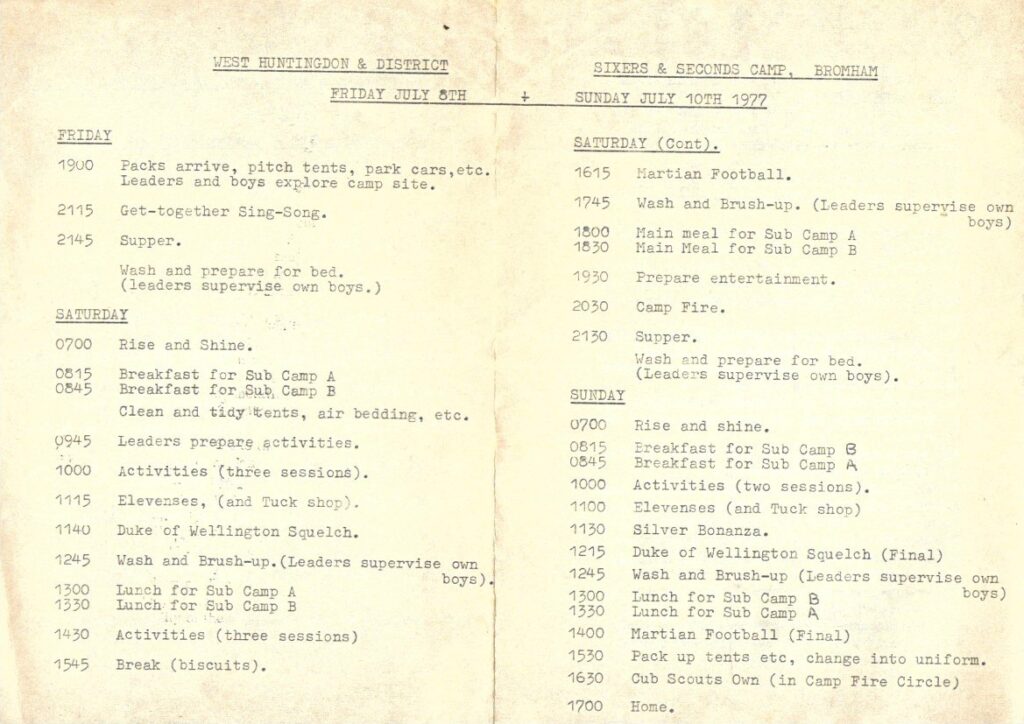 WEST HUNTINGDON & DISTRICT
SIXERS & SECONDS CAMP, BROMHAM
FRIDAY JULY 8TH + SUNDAY JULY 10TH 1977
FRIDAY
1900 Packs arrive, pitch tents, park cars,etc.
Leaders and boys explore camp site.
2115 Get-together Sing-Song.
2145 Supper.
Wash and prepare for bed.
(leaders supervise own boys.)
SATURDAY
0700 Rise and Shine.
0815 Breakfast for Sub Camp A
0845 Breakfast for Sub Camp B
Clean and tidy tents, air bedding, etc.
0945 Leaders prepare activities.
1000 Activities (three sessions).
1115 Elevenses, (and Tuck shop).
1140 Duke of Wellington Squelch.
1245 Wash and Brush-up.(Leaders supervise own
boys).
1300 Lunch for Sub Camp A
1330 Lunch for Sub Camp B
1430 Activities (three sessions)
1545 Break (biscuits).
SATURDAY (Cont).
1615 Martian Football.
1745 Wash and Brush-up. (Leaders supervise own
boys)
1800 Main meal for Sub Camp A
1830 Main Meal for Sub Camp B
1930 Prepare entertainment.
2030 Camp Fire.
2130 Supper.
Wash and prepare for bed.
(Leaders supervise own boys).
SUNDAY
0700 Rise and shine.
0815 Breakfast for Sub Camp B
0845 Breakfast for Sub Camp A
1000 Activities (two sessions).
1100 Elevenses (and Tuck shop)
1130 Silver Bonanza.
1215 Duke of Wellington Squelch (Final)
1245 Wash and Brush-up (Leaders supervise own
boys)
1300 Lunch for Sub Camp B
1330 Lunch for Sub Camp A
1400 Martian Football (Final)
1530 Pack up tents etc, change into uniform.
1630 Cub Scouts Own (in Camp Fire Circle)
1700 Home.